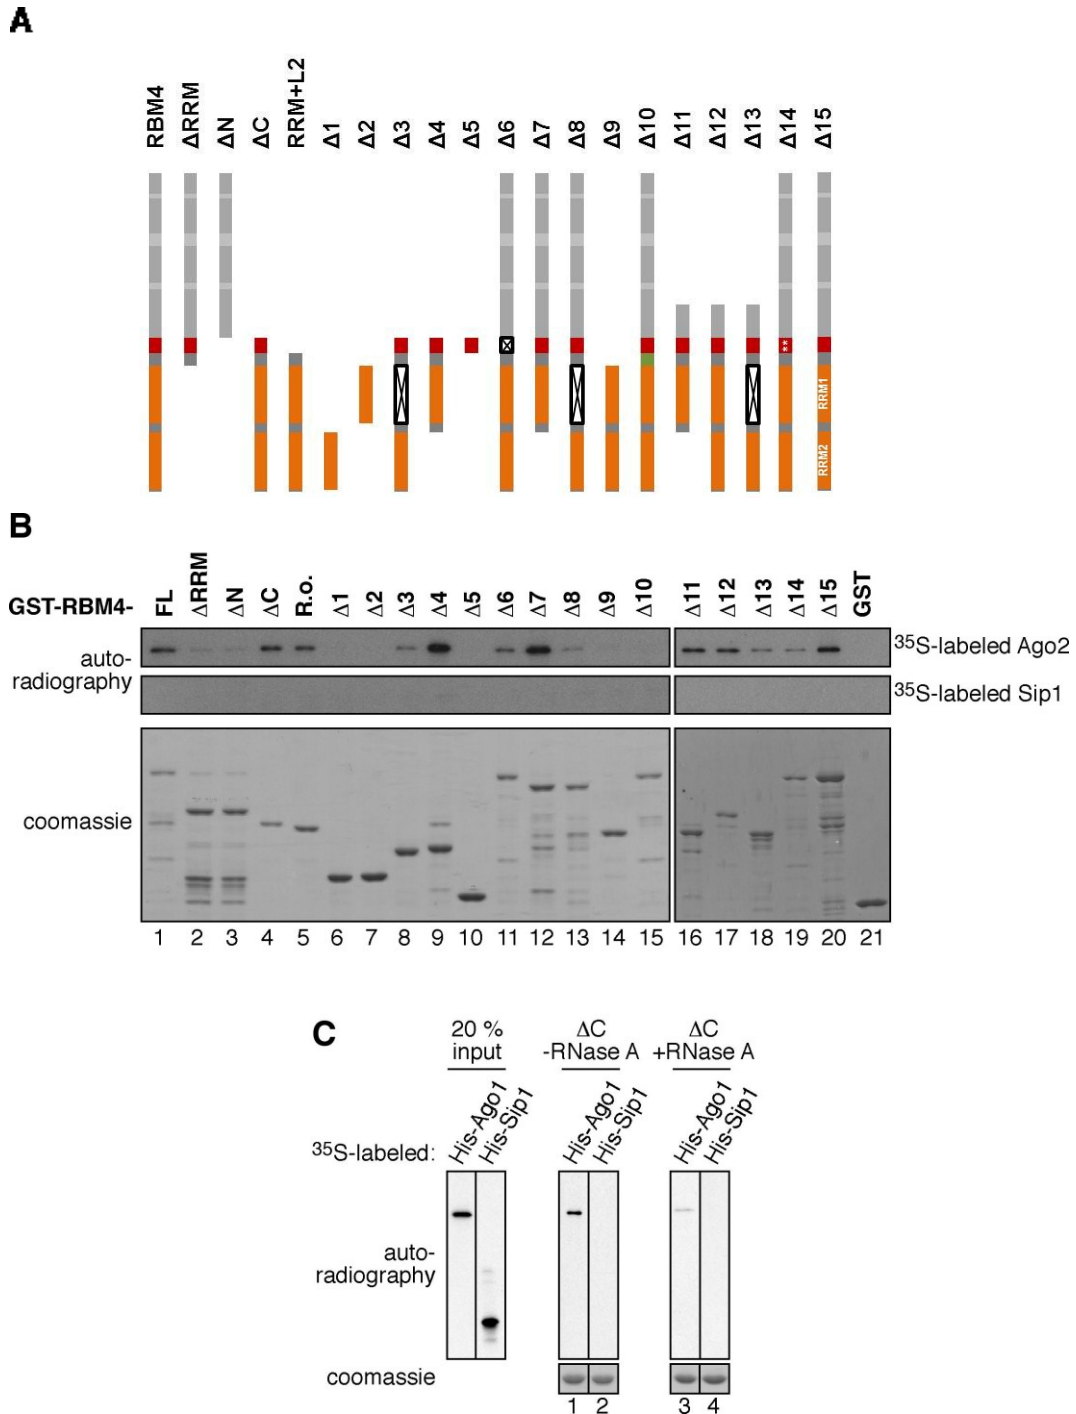 A
RBM4 ΔRRM ΔN ΔC RRM+L2 Δ1 Δ2 Δ3 Δ4 Δ5 Δ6 Δ7 Δ8 Δ9 Δ10 Δ11 Δ12 Δ13 Δ14 Δ15
**
RRM1
RRM2
B
GST-RBM4- FL ΔRRM ΔN ΔC R.o. Δ1 Δ2 Δ3 Δ4 Δ5 Δ6 Δ7 Δ8 Δ9 Δ10 Δ11 Δ12 Δ13 Δ14 Δ15 GST
auto-
radiography
35S-labeled Ago2
35S-labeled Sip1
coomassie
1 2 3 4 5 6 7 8 9 10 11 12 13 14 15 16 17 18 19 20 21
C
20 %
input
ΔC
-RNase A
ΔC
+RNase A
35S-labeled: His-Ago1 His-Sip1 His-Ago1 His-Sip1 His-Ago1 His-Sip1
auto-
radiography
coomassie
1 2 3 4